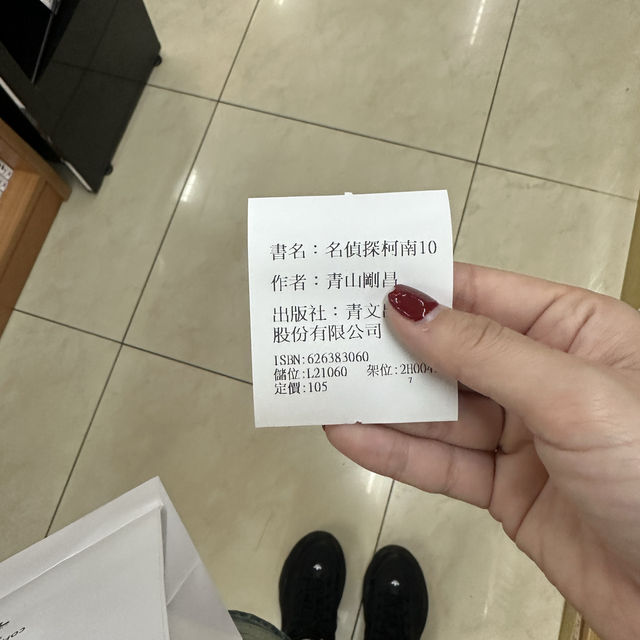 書名：名偵探柯南10
作者：青山剛昌
出版社：青文
股份有限公司
ISBN:626383060
儲位:L21060 架位:2H004
7
定價:105